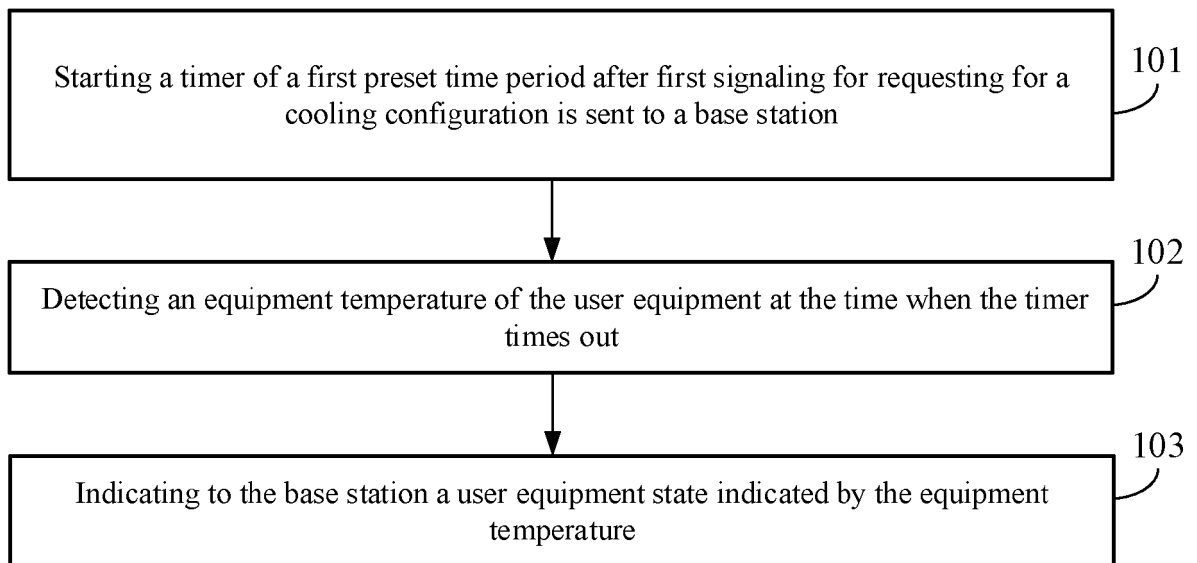 Starting a timer of a first preset time period after first signaling for requesting for a
cooling configuration is sent to a base station
101
Detecting an equipment temperature of the user equipment at the time when the timer
times out
102
Indicating to the base station a user equipment state indicated by the equipment
temperature
103